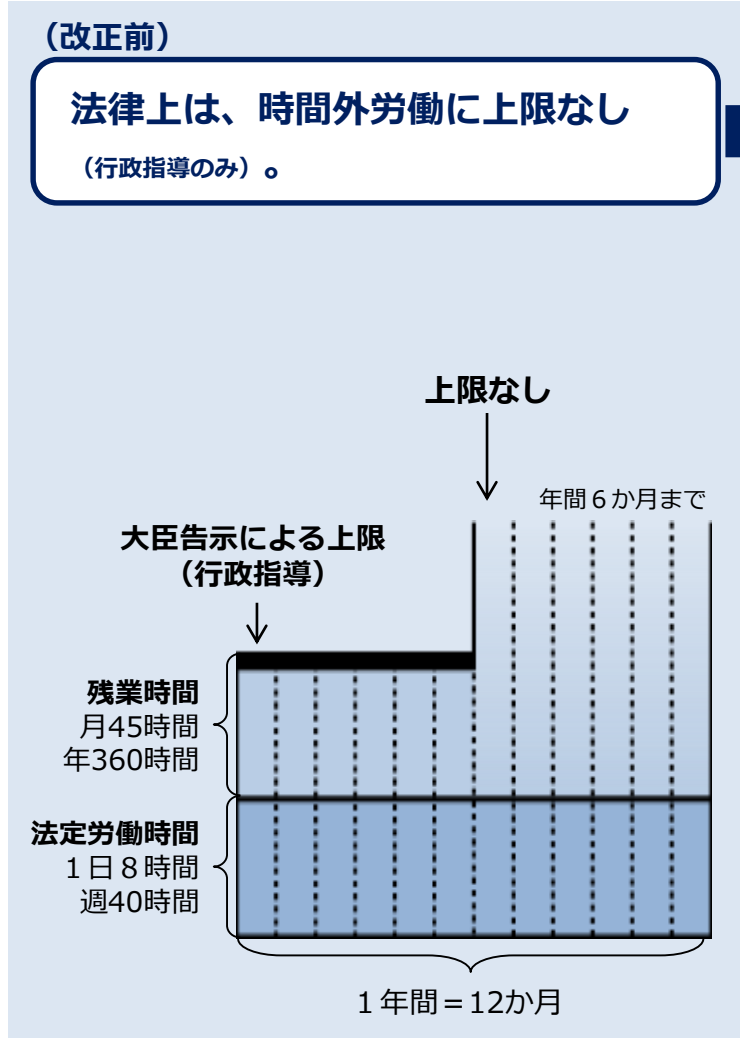 （改正前）
法律上は、時間外労働に上限なし
（行政指導のみ）。
上限なし
年間６か月まで
大臣告示による上限
（行政指導）
残業時間
月45時間
年360時間
法定労働時間
１日８時間
週40時間
１年間＝12か月